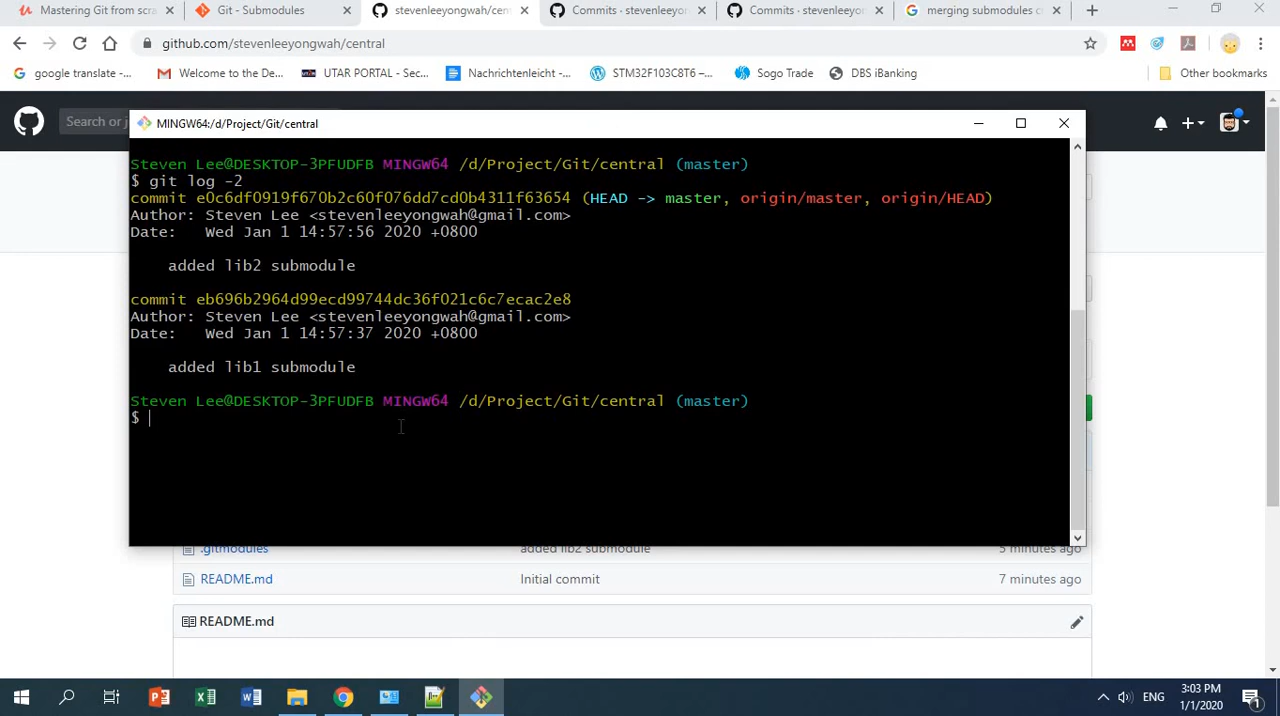 Mastering Git from scra
Git - Submodules
stevenleeyongwah/cen
Commits · stevenleeyongwah/
Commits · stevenleeyongwah/
merging submodules c
github.com/stevenleeyongwah/central
google translate -...
Welcome to the De...
UTAR PORTAL - Sec...
Nachrichtenleicht -...
STM32F103C8T6 –...
Sogo Trade
DBS iBanking
Other bookmarks
Search or j
MINGW64:/d/Project/Git/central
Steven Lee@DESKTOP-3PFUDFB MINGW64 /d/Project/Git/central (master)
$ git log -2
commit e0c6df0919f670b2c60f076dd7cd0b4311f63654 (HEAD -> master, origin/master, origin/HEAD)
Author: Steven Lee <stevenleeyongwah@gmail.com>
Date: Wed Jan 1 14:57:56 2020 +0800
added lib2 submodule
commit eb696b2964d99ecd99744dc36f021c6c7ecac2e8
Author: Steven Lee <stevenleeyongwah@gmail.com>
Date: Wed Jan 1 14:57:37 2020 +0800
added lib1 submodule
Steven Lee@DESKTOP-3PFUDFB MINGW64 /d/Project/Git/central (master)
$
.gitmodules added lib2 submodule 5 minutes ago
README.md Initial commit 7 minutes ago
README.md
ENG
3:03 PM
1/1/2020